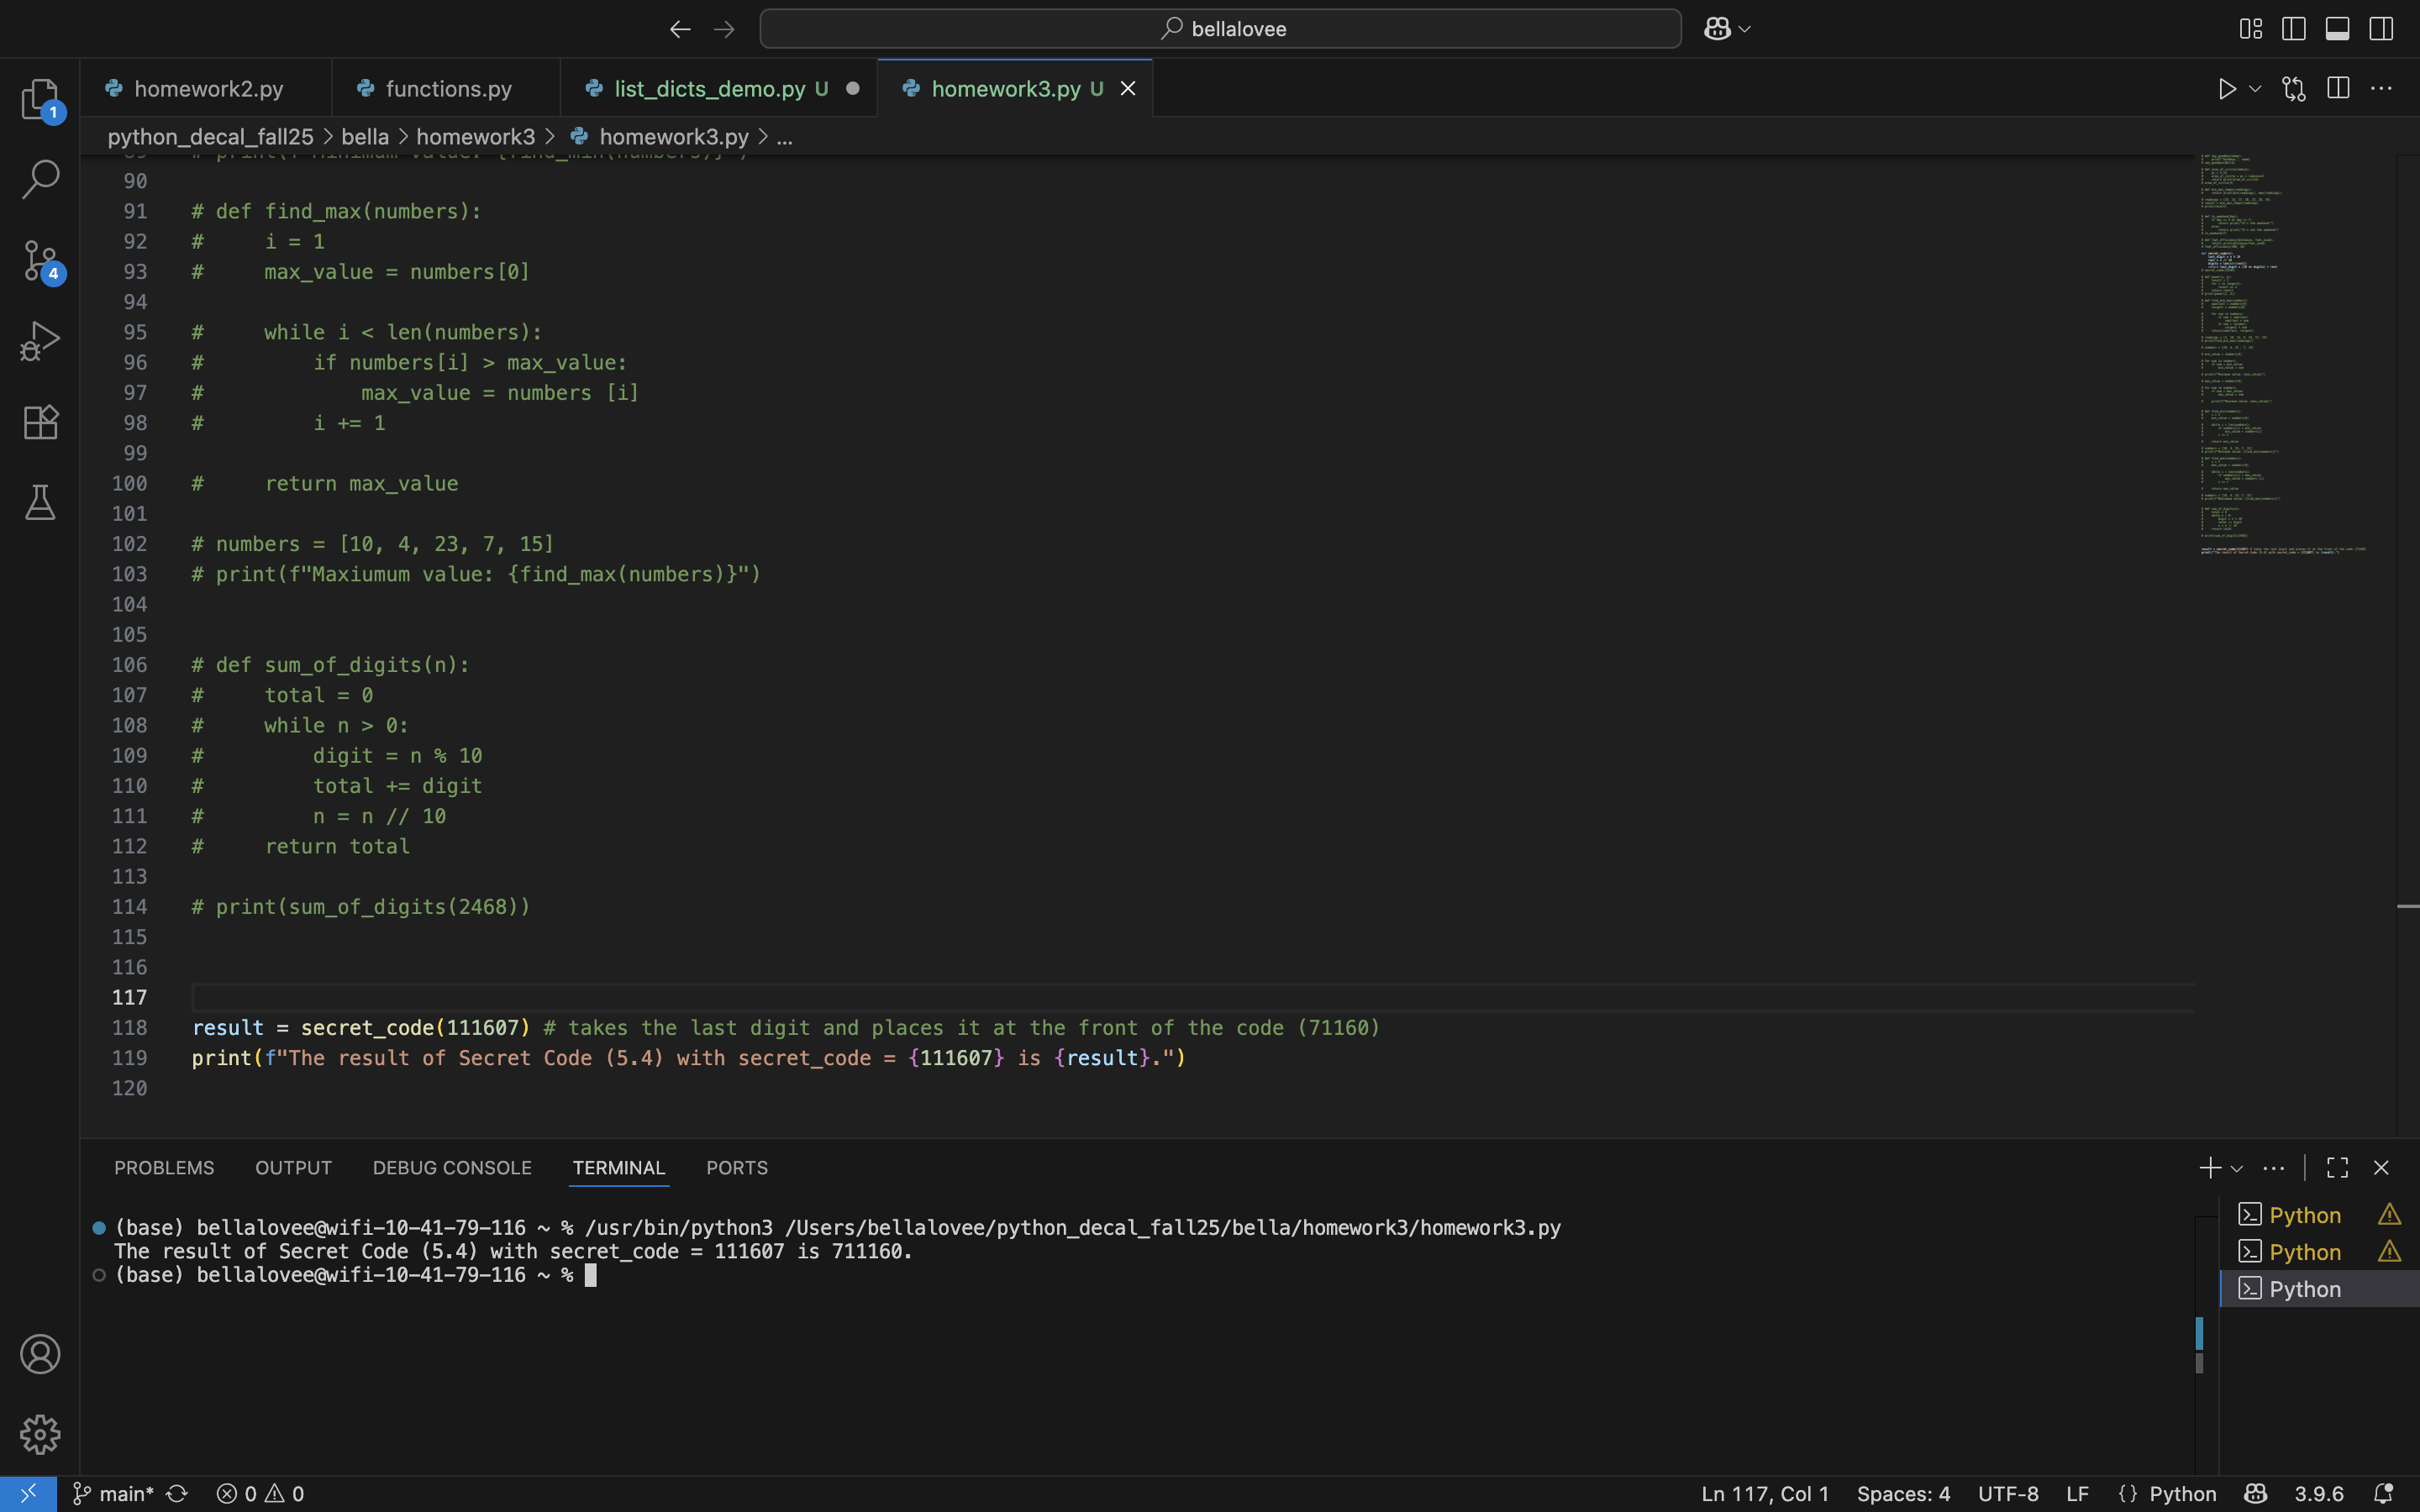 bellalovee
homework2.py
functions.py
list_dicts_demo.py U
homework3.py U
python_decal_fall25 > bella > homework3 > homework3.py > ...
90
91 # def find_max(numbers):
92 #     i = 1
93 #     max_value = numbers[0]
94
95 #     while i < len(numbers):
96 #         if numbers[i] > max_value:
97 #             max_value = numbers [i]
98 #         i += 1
99
100 #     return max_value
101
102 # numbers = [10, 4, 23, 7, 15]
103 # print(f"Maxiumum value: {find_max(numbers)}")
104
105
106 # def sum_of_digits(n):
107 #     total = 0
108 #     while n > 0:
109 #         digit = n % 10
110 #         total += digit
111 #         n = n // 10
112 #     return total
113
114 # print(sum_of_digits(2468))
115
116
117
118 result = secret_code(111607) # takes the last digit and places it at the front of the code (71160)
119 print(f"The result of Secret Code (5.4) with secret_code = {111607} is {result}.")
120
1
4
PROBLEMS OUTPUT DEBUG CONSOLE TERMINAL PORTS
(base) bellalovee@wifi-10-41-79-116 ~ % /usr/bin/python3 /Users/bellalovee/python_decal_fall25/bella/homework3/homework3.py
The result of Secret Code (5.4) with secret_code = 111607 is 711160.
(base) bellalovee@wifi-10-41-79-116 ~ %
Python
Python
Python
main* 0 0 Ln 117, Col 1 Spaces: 4 UTF-8 LF {} Python 3.9.6